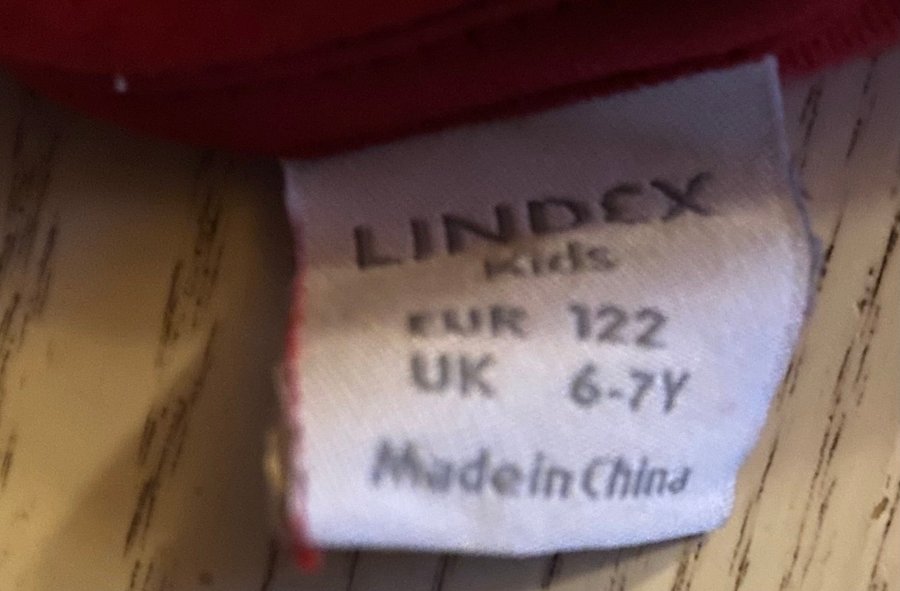 LINDEX
Kids
EUR 122
UK 6-7Y
Made in China